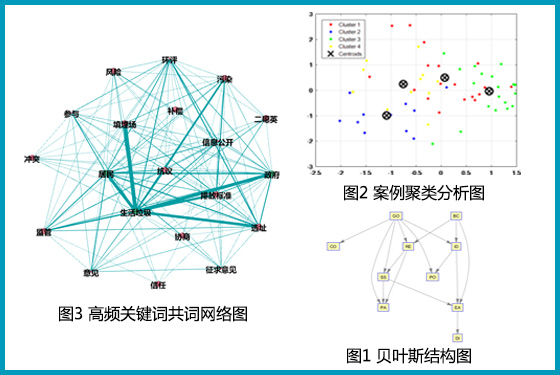 环评
风险
污染
补偿
参与
填埋场
二噁英
信息公开
冲突
居民
抗议
政府
排放标准
生活垃圾
监管
协商
选址
意见
征求意见
信任
图3 高频关键词共词网络图
Cluster 1
Cluster 2
Cluster 3
Cluster 4
Centroids
3
2
1
0
-1
-2
-3
-2.5
-2
-1.5
-1
-0.5
0
0.5
1
1.5
图2 案例聚类分析图
GO
BC
CO
RE
ID
SS
PO
PA
EA
DI
图1 贝叶斯结构图